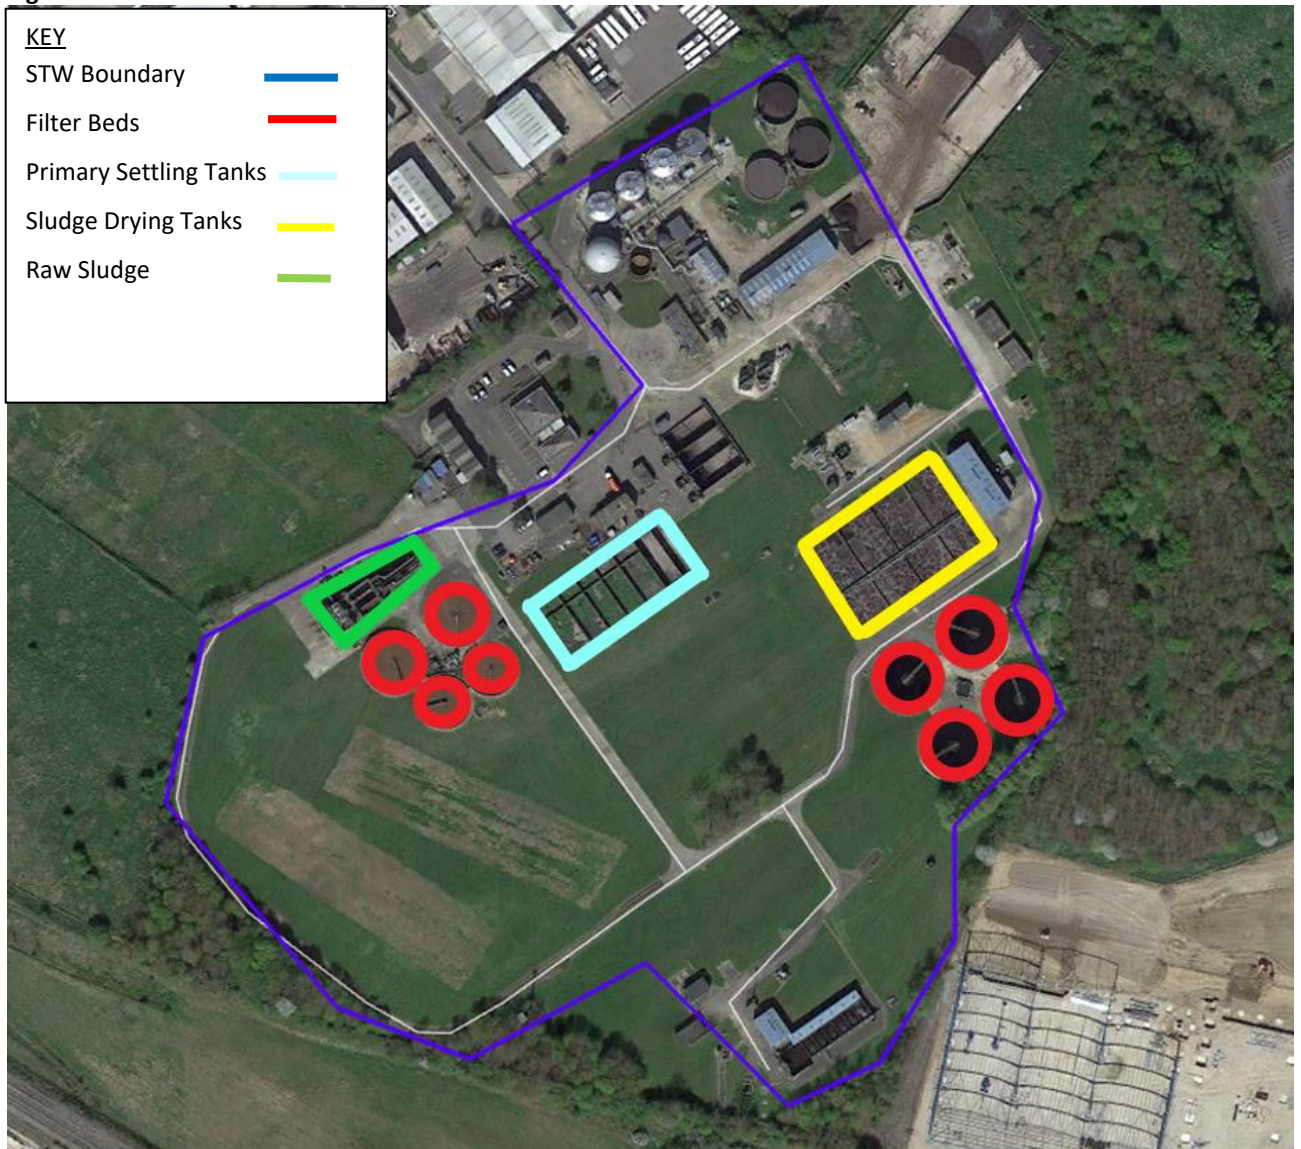 KEY
STW Boundary
Filter Beds
Primary Settling Tanks
Sludge Drying Tanks
Raw Sludge